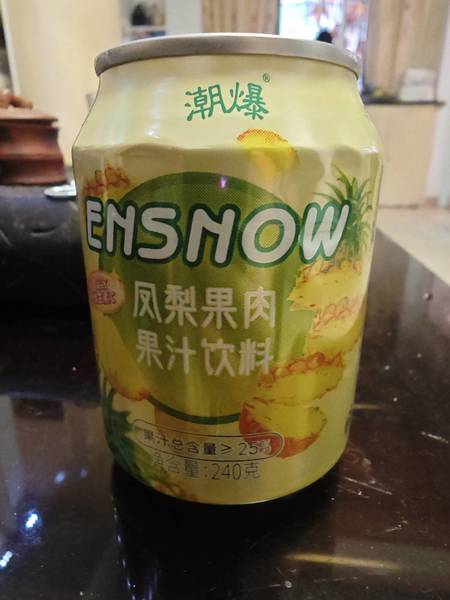 潮爆®
ENSNOW
凤梨果肉
果汁饮料
果汁总含量≥25%
净含量:240克